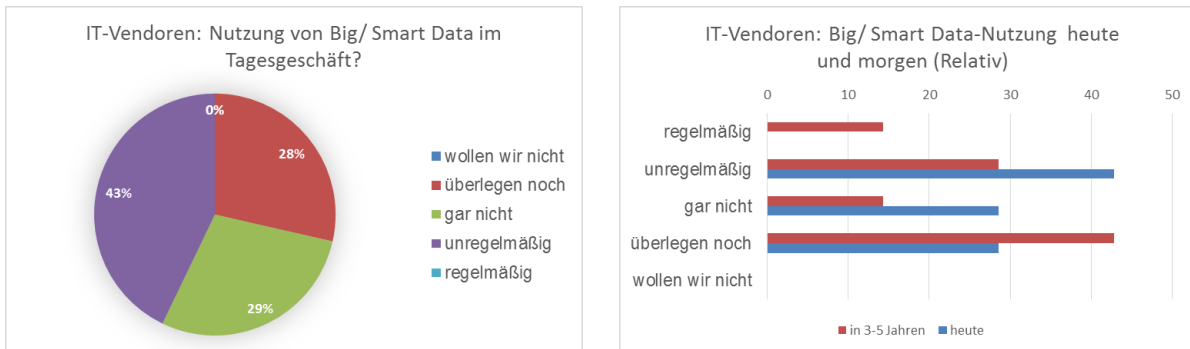 IT-Vendoren: Nutzung von Big/ Smart Data im
Tagesgeschäft?
0%
28%
43%
29%
wollen wir nicht
überlegen noch
gar nicht
unregelmäßig
regelmäßig
IT-Vendoren: Big/ Smart Data-Nutzung heute
und morgen (Relativ)
0 10 20 30 40 50
regelmäßig
unregelmäßig
gar nicht
überlegen noch
wollen wir nicht
in 3-5 Jahren heute